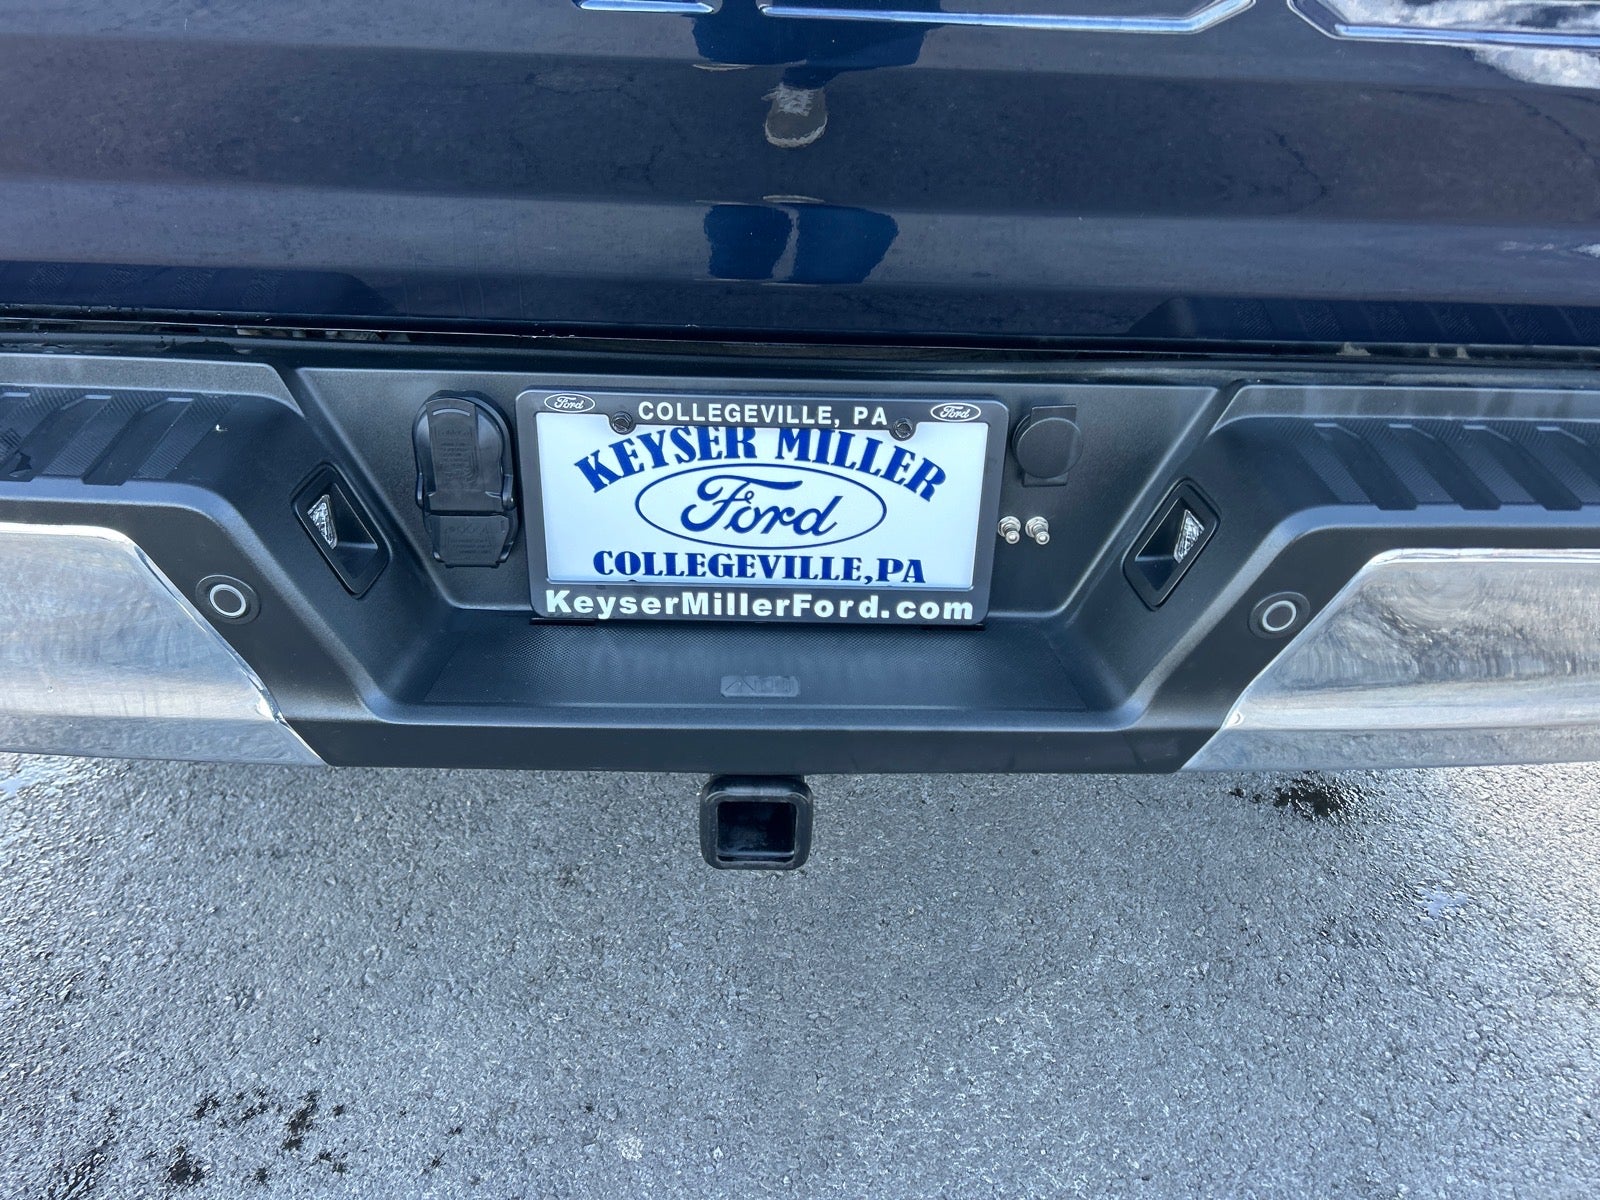 Ford COLLEGEVILLE, PA Ford
KEYSER MILLER
Ford
COLLEGEVILLE, PA
KeyserMillerFord.com